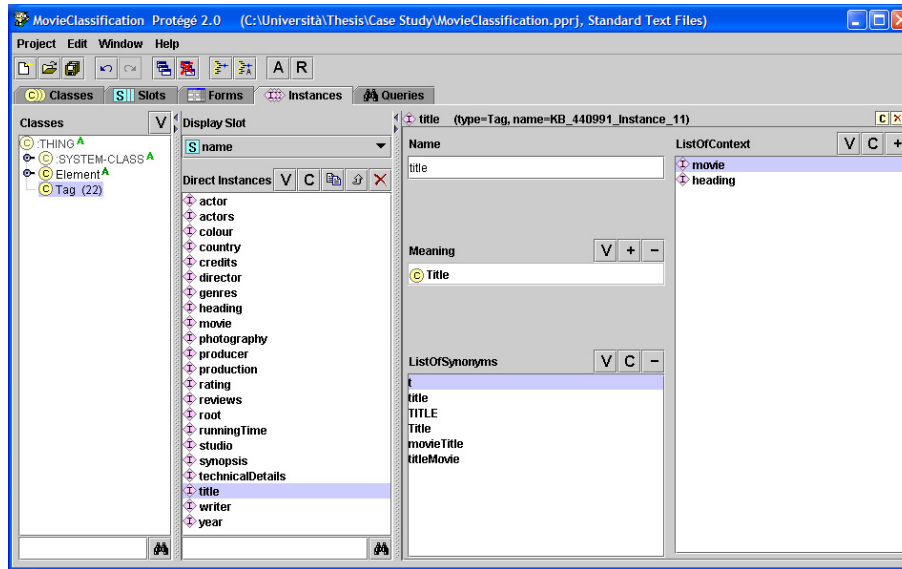 MovieClassification Protégé 2.0 (C:\Università\Thesis\Case Study\MovieClassification.pprj, Standard Text Files)
Project Edit Window Help
A R
C Classes S Slots Forms Instances Queries
Classes V
C :THING A
C :SYSTEM-CLASS A
C Element A
C Tag (22)
Display Slot
S name
Direct Instances V C
I actor
I actors
I colour
I country
I credits
I director
I genres
I heading
I movie
I photography
I producer
I production
I rating
I reviews
I root
I runningTime
I studio
I synopsis
I technicalDetails
I title
I writer
I year
I title (type=Tag, name=KB_440991_Instance_11) C X
Name
title
Meaning V + −
C Title
ListOfSynonyms V C −
t
title
TITLE
Title
movieTitle
titleMovie
ListOfContext V C +
I movie
I heading